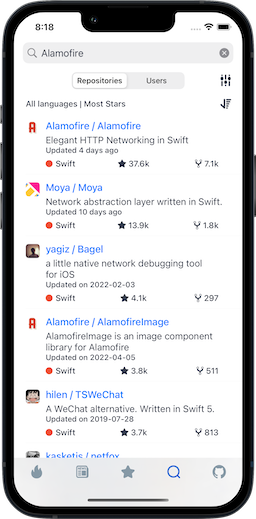 8:18
Alamofire
Repositories Users
All languages | Most Stars
Alamofire / Alamofire
Elegant HTTP Networking in Swift
Updated 4 days ago
Swift 37.6k 7.1k
Moya / Moya
Network abstraction layer written in Swift.
Updated 10 days ago
Swift 13.9k 1.8k
yagiz / Bagel
a little native network debugging tool
for iOS
Updated on 2022-02-03
Swift 4.1k 297
Alamofire / AlamofireImage
AlamofireImage is an image component
library for Alamofire
Updated on 2022-04-05
Swift 3.8k 511
hilen / TSWeChat
A WeChat alternative. Written in Swift 5.
Updated on 2019-07-28
Swift 3.7k 813
kasketis / netfox